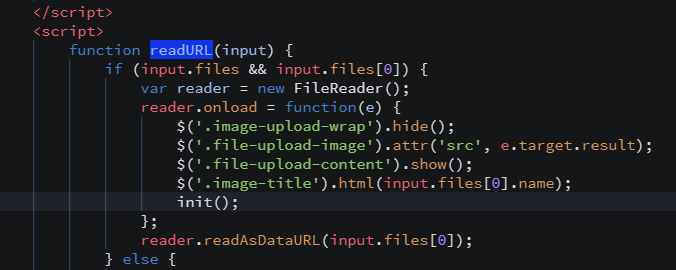 </script>
<script>
function readURL(input) {
if (input.files && input.files[0]) {
var reader = new FileReader();
reader.onload = function(e) {
$('.image-upload-wrap').hide();
$('.file-upload-image').attr('src', e.target.result);
$('.file-upload-content').show();
$('.image-title').html(input.files[0].name);
init();
};
reader.readAsDataURL(input.files[0]);
} else {